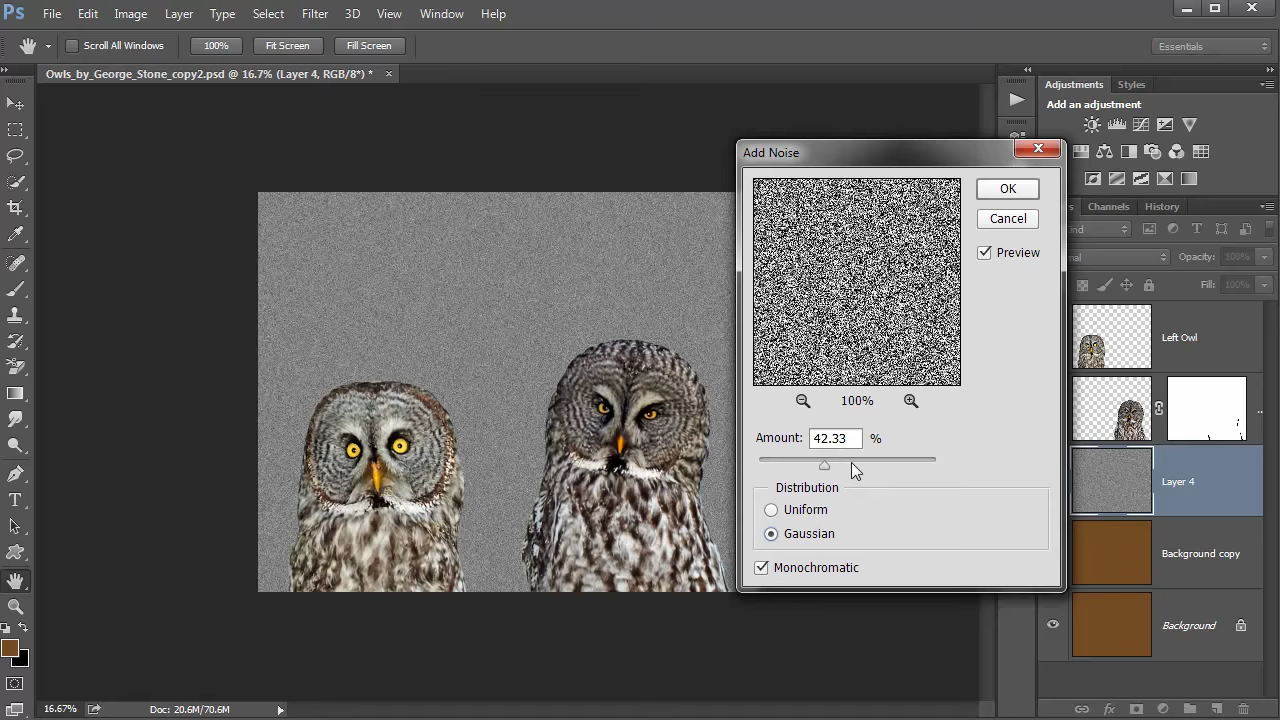 Ps File Edit Image Layer Type Select Filter 3D View Window Help
Scroll All Windows 100% Fit Screen Fill Screen Essentials
Owls_by_George_Stone_copy2.psd @ 16.7% (Layer 4, RGB/8*) * ×
Adjustments Styles
Add an adjustment
Add Noise
OK
Cancel
Preview
100%
Amount: 42.33 %
Distribution
Uniform
Gaussian
Monochromatic
Channels History
Opacity: 100%
Fill: 100%
Left Owl
Layer 4
Background copy
Background
16.67% Doc: 20.6M/70.6M